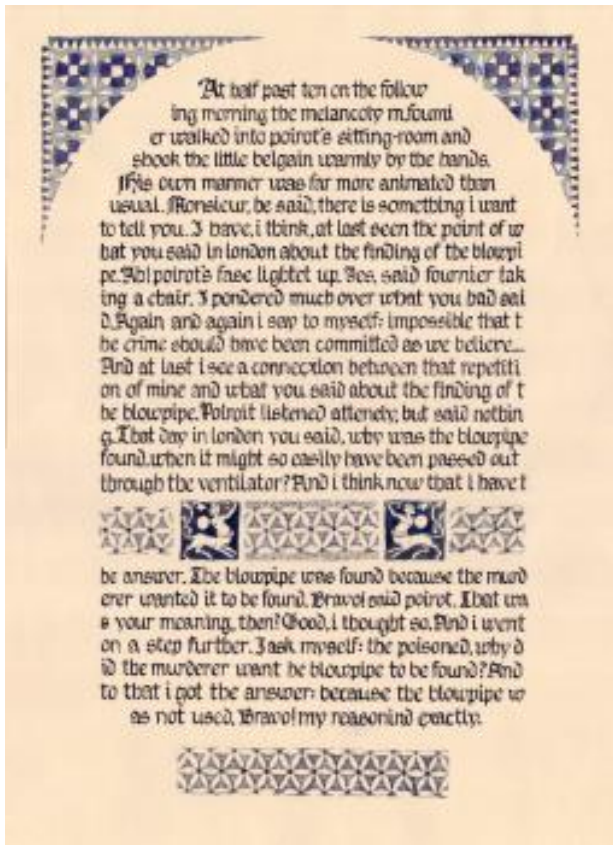 At half past ten on the follow
ing morning the melancoly m.fourni
er walked into poirot's sitting-room and
shook the little belgain warmly by the hands.
His own manner was far more animated than
usual. Monsieur, he said, there is something i want
to tell you. I have, i think, at last seen the point of w
hat you said in london about the finding of the blowpi
pe. Ah! poirot's fase lightet up. Yes, said fournier tak
ing a chair. I pondered much over what you had sai
d. Again and again i say to myself: impossible that t
he crime should have been committed as we believe...
And at last i see a connecxion between that repetiti
on of mine and what you said about the finding of t
he blowpipe. Poiroit listened attendy, but said nothin
g. That day in london you said, why was the blowpipe
found, when it might so easily have been passed out
through the ventilator? And i think now that i have t
he answer. The blowpipe was found because the murd
erer wanted it to be found. Bravo! said poirot. That wa
s your meaning, then? Good, i thought so. And i went
on a step further. I ask myself: the poisoned, why d
id the murderer want he blowpipe to be found? And
to that i got the answer: because the blowpipe w
as not used. Bravo! my reasonind exactly.